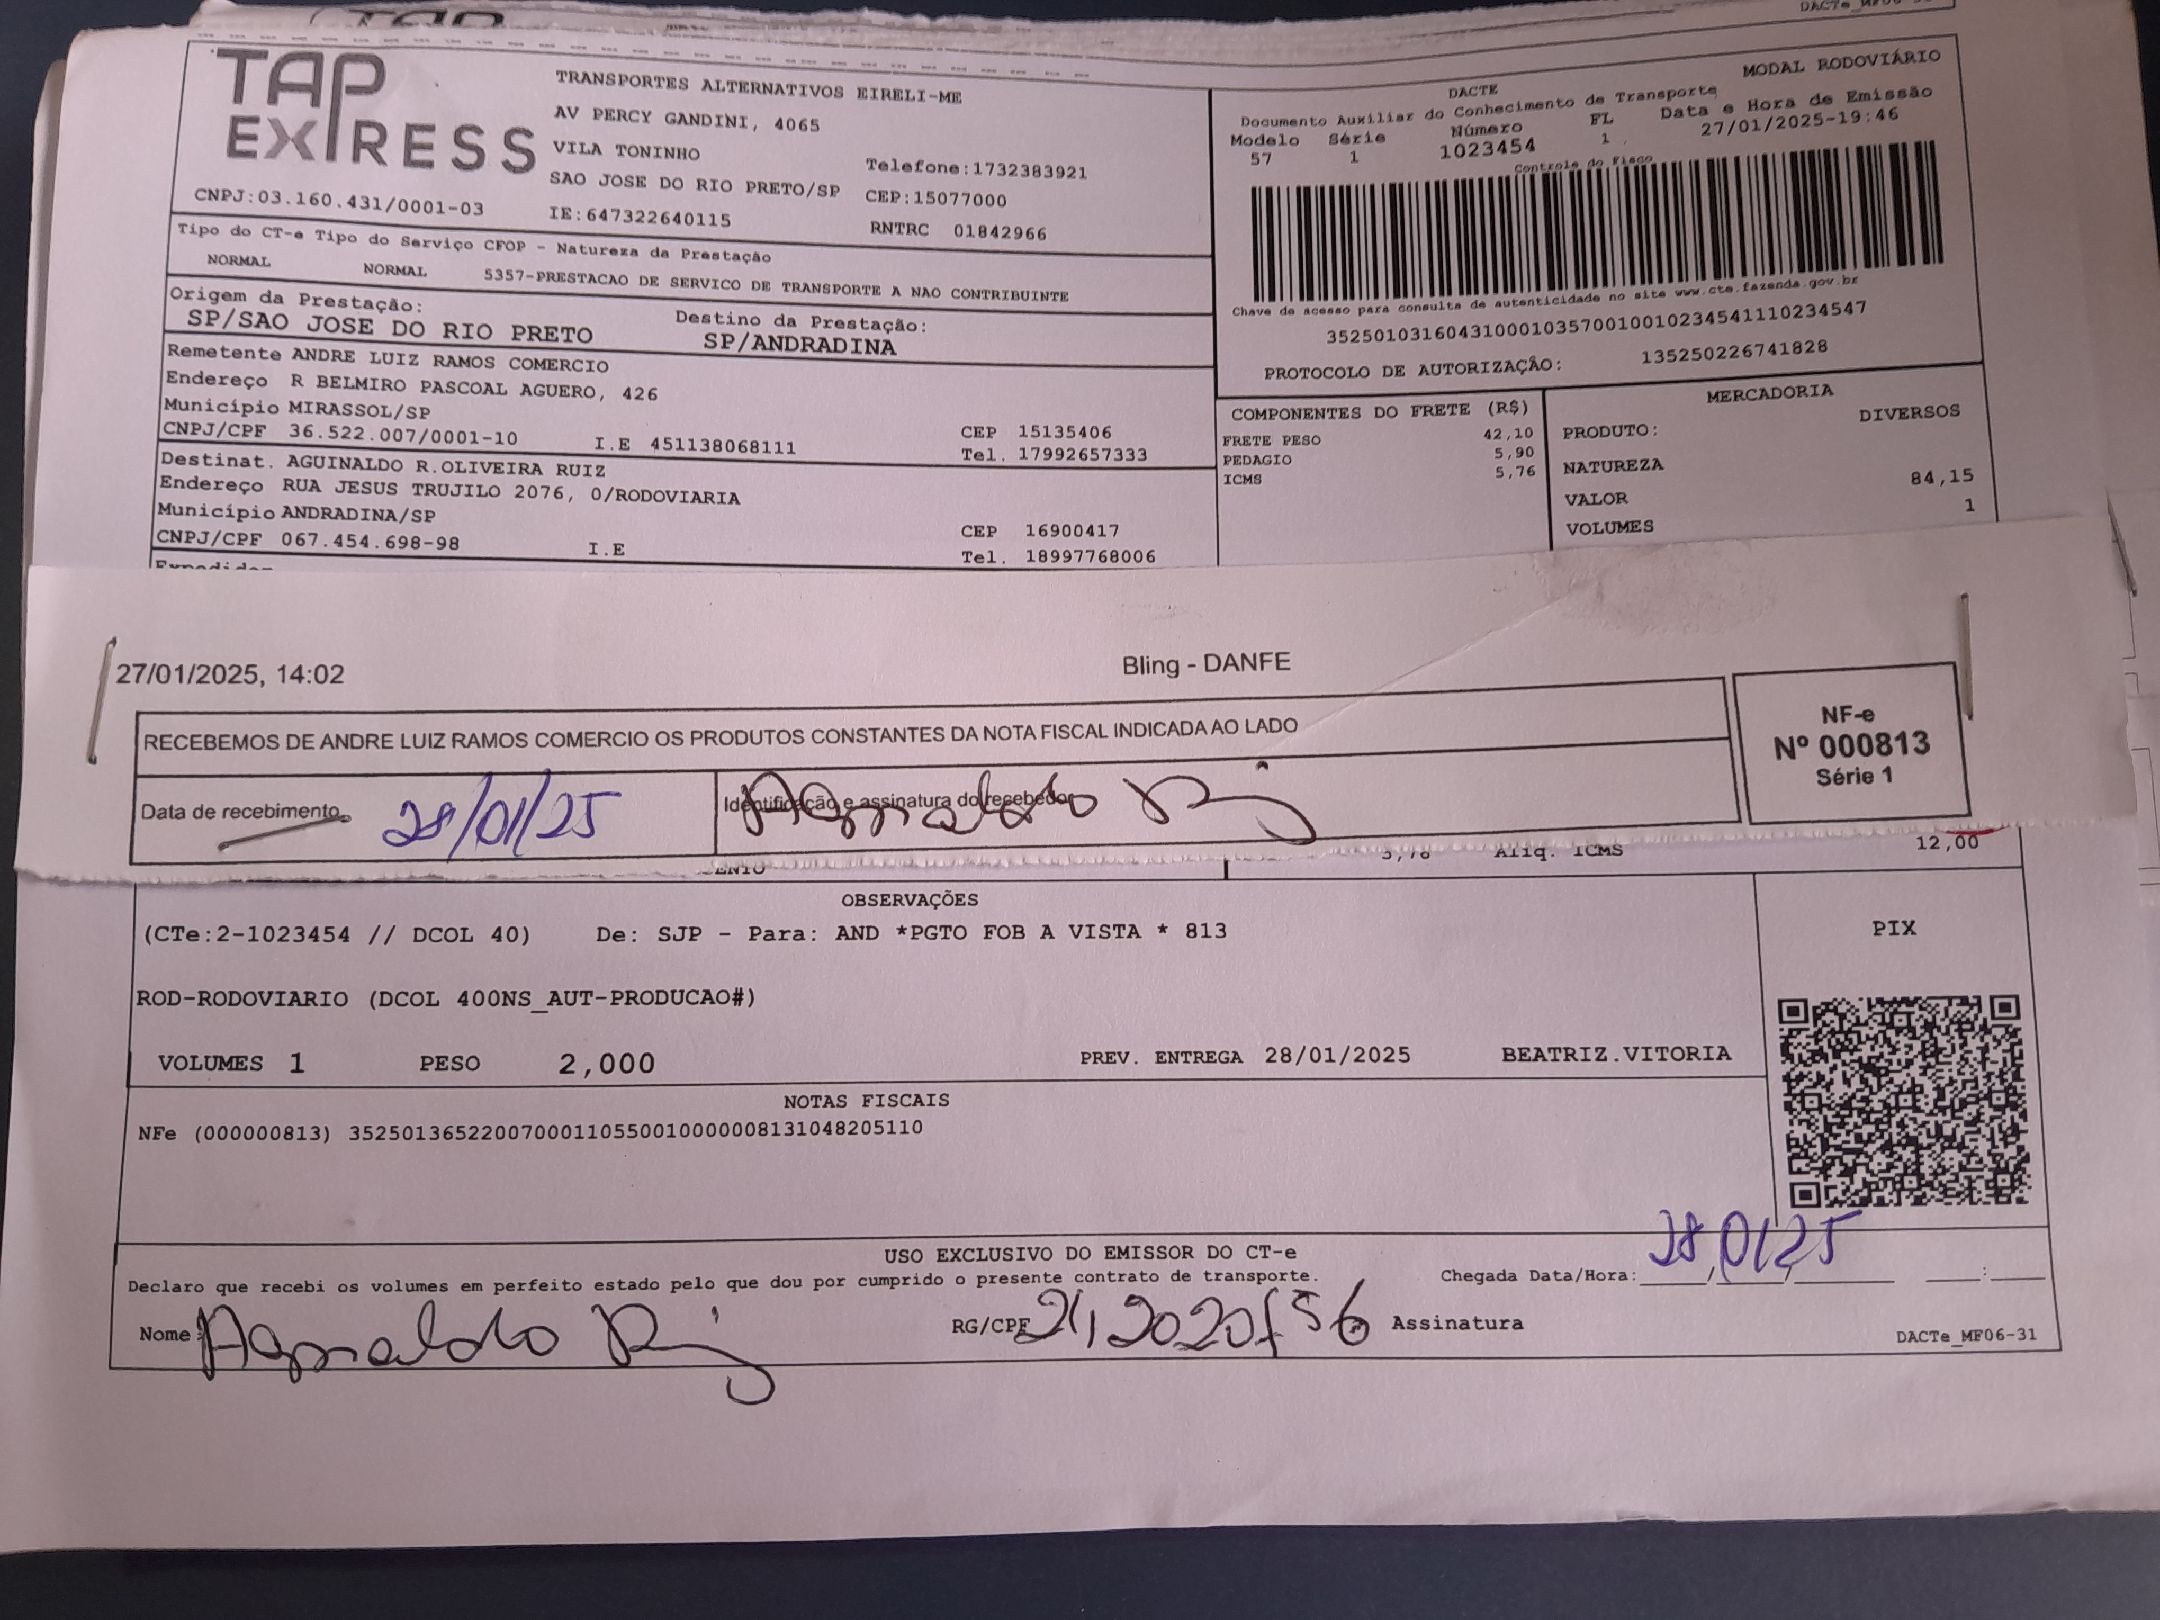 DACTe_MF06-31
TAP
EXPRESS
TRANSPORTES ALTERNATIVOS EIRELI-ME
AV PERCY GANDINI, 4065
VILA TONINHO
Telefone:1732383921
SAO JOSE DO RIO PRETO/SP CEP:15077000
CNPJ:03.160.431/0001-03 IE:647322640115 RNTRC 01842966
Tipo do CT-e Tipo do Serviço CFOP - Natureza da Prestação
NORMAL NORMAL 5357-PRESTACAO DE SERVICO DE TRANSPORTE A NAO CONTRIBUINTE
Origem da Prestação: Destino da Prestação:
SP/SAO JOSE DO RIO PRETO SP/ANDRADINA
Remetente ANDRE LUIZ RAMOS COMERCIO
Endereço R BELMIRO PASCOAL AGUERO, 426
Município MIRASSOL/SP CEP 15135406
CNPJ/CPF 36.522.007/0001-10 I.E 451138068111 Tel. 17992657333
Destinat. AGUINALDO R.OLIVEIRA RUIZ
Endereço RUA JESUS TRUJILO 2076, 0/RODOVIARIA
Município ANDRADINA/SP CEP 16900417
CNPJ/CPF 067.454.698-98 I.E Tel. 18997768006
MODAL RODOVIÁRIO
DACTE
Documento Auxiliar do Conhecimento de Transporte
Modelo Série Número FL Data e Hora de Emissão
57 1 1023454 1 27/01/2025-19:46
Controle do Fisco
Chave de acesso para consulta de autenticidade no site www.cte.fazenda.gov.br
35250103160431000103570010010234541110234547
PROTOCOLO DE AUTORIZAÇÃO: 135250226741828
COMPONENTES DO FRETE (R$)
FRETE PESO 42,10
PEDAGIO 5,90
ICMS 5,76
MERCADORIA
PRODUTO: DIVERSOS
NATUREZA
VALOR 84,15
VOLUMES 1
27/01/2025, 14:02 Bling - DANFE
RECEBEMOS DE ANDRE LUIZ RAMOS COMERCIO OS PRODUTOS CONSTANTES DA NOTA FISCAL INDICADA AO LADO
Data de recebimento 28/01/25 Identificação e assinatura do recebedor Agnaldo
NF-e
Nº 000813
Série 1
Aliq. ICMS 12,00
OBSERVAÇÕES
(CTe:2-1023454 // DCOL 40) De: SJP - Para: AND *PGTO FOB A VISTA * 813
ROD-RODOVIARIO (DCOL 400NS_AUT-PRODUCAO#)
VOLUMES 1 PESO 2,000 PREV. ENTREGA 28/01/2025 BEATRIZ.VITORIA
PIX
NOTAS FISCAIS
NFe (000000813) 35250136522007000110550010000008131048205110
USO EXCLUSIVO DO EMISSOR DO CT-e
Declaro que recebi os volumes em perfeito estado pelo que dou por cumprido o presente contrato de transporte.
Chegada Data/Hora: 28/01/25
Nome: Agnaldo RG/CPF Assinatura
DACTe_MF06-31